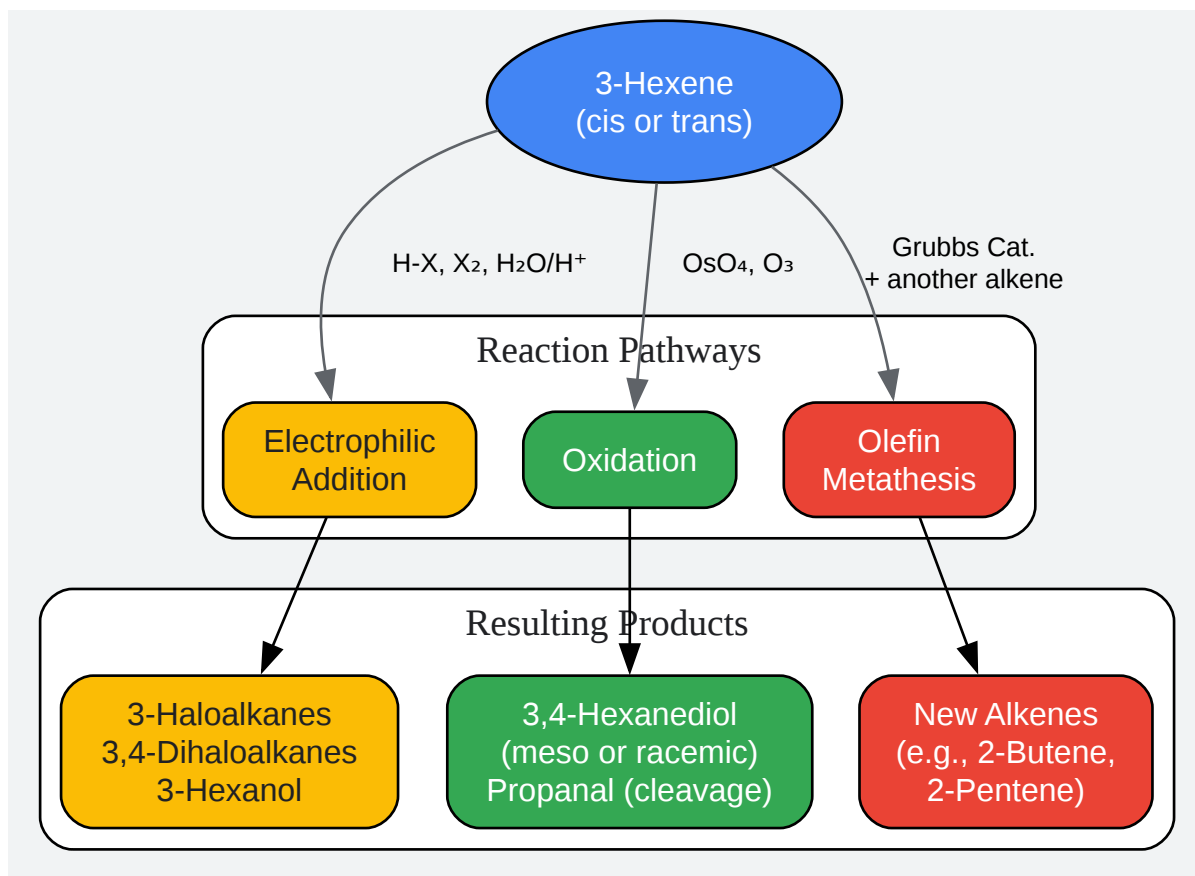 3-Hexene
(cis or trans)
H-X, X₂, H₂O/H⁺
OsO₄, O₃
Grubbs Cat.
+ another alkene
Reaction Pathways
Electrophilic
Addition
Oxidation
Olefin
Metathesis
Resulting Products
3-Haloalkanes
3,4-Dihaloalkanes
3-Hexanol
3,4-Hexanediol
(meso or racemic)
Propanal (cleavage)
New Alkenes
(e.g., 2-Butene,
2-Pentene)